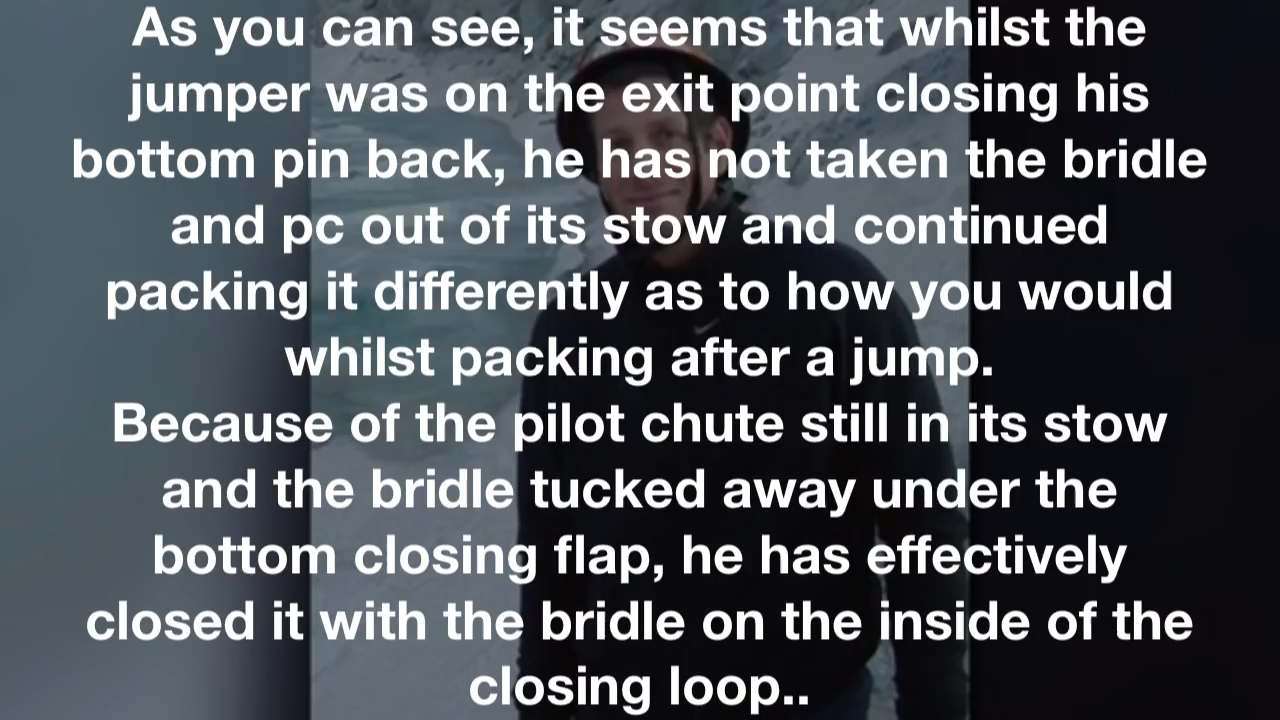 As you can see, it seems that whilst the
jumper was on the exit point closing his
bottom pin back, he has not taken the bridle
and pc out of its stow and continued
packing it differently as to how you would
whilst packing after a jump.
Because of the pilot chute still in its stow
and the bridle tucked away under the
bottom closing flap, he has effectively
closed it with the bridle on the inside of the
closing loop..